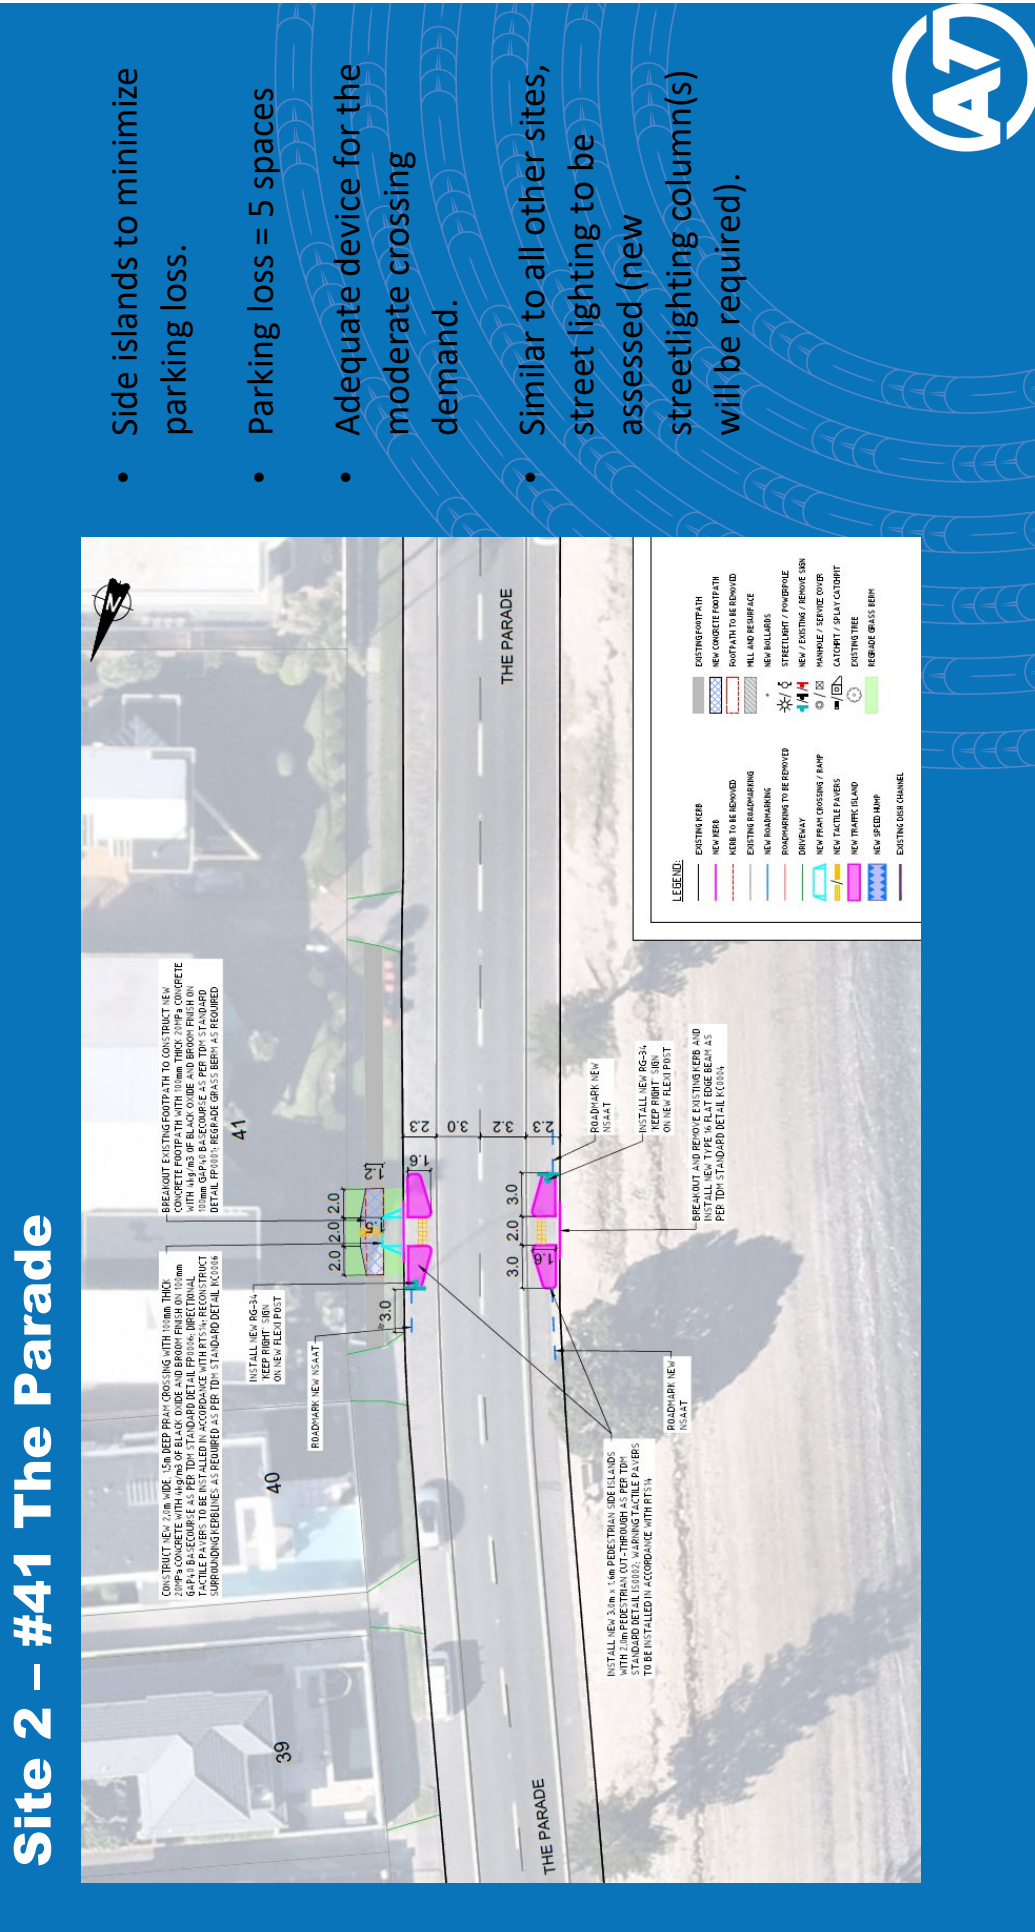 Site 2 – #41 The Parade
CONSTRUCT NEW 2.0m WIDE, 1.5m DEEP PRAM CROSSING WITH 100mm THICK
20MPa CONCRETE WITH 4kg/m3 OF BLACK OXIDE AND BROOM FINISH ON 100mm
GAP40 BASECOURSE AS PER TDM STANDARD DETAIL FP0006; DIRECTIONAL
TACTILE PAVERS TO BE INSTALLED IN ACCORDANCE WITH RTS14; RECONSTRUCT
SURROUNDING KERBLINES AS REQUIRED AS PER TDM STANDARD DETAIL KC0006
BREAKOUT EXISTING FOOTPATH TO CONSTRUCT NEW
CONCRETE FOOTPATH WITH 100mm THICK 20MPa CONCRETE
WITH 4kg/m3 OF BLACK OXIDE AND BROOM FINISH ON
100mm GAP40 BASECOURSE AS PER TDM STANDARD
DETAIL FP0001; REGRADE GRASS BERM AS REQUIRED
41
40
39
INSTALL NEW RG-34
'KEEP RIGHT' SIGN
ON NEW FLEXI POST
ROADMARK NEW NSAAT
2.0
2.0
2.0
1.2
1.5
3.0
1.6
2.3
3.0
3.2
2.3
3.0
2.0
3.0
1.6
THE PARADE
THE PARADE
ROADMARK NEW
NSAAT
INSTALL NEW RG-34
'KEEP RIGHT' SIGN
ON NEW FLEXI POST
ROADMARK NEW
NSAAT
INSTALL NEW 3.0m x 1.6m PEDESTRIAN SIDE ISLANDS
WITH 2.0m PEDESTRIAN CUT-THROUGH AS PER TDM
STANDARD DETAIL IS0002; WARNING TACTILE PAVERS
TO BE INSTALLED IN ACCORDANCE WITH RTS14
BREAKOUT AND REMOVE EXISTING KERB AND
INSTALL NEW TYPE 16 FLAT EDGE BEAM AS
PER TDM STANDARD DETAIL KC0004
N
LEGEND:
EXISTING KERB
NEW KERB
KERB TO BE REMOVED
EXISTING ROADMARKING
NEW ROADMARKING
ROADMARKING TO BE REMOVED
DRIVEWAY
NEW PRAM CROSSING / RAMP
NEW TACTILE PAVERS
NEW TRAFFIC ISLAND
NEW SPEED HUMP
EXISTING DISH CHANNEL
EXISTING FOOTPATH
NEW CONCRETE FOOTPATH
FOOTPATH TO BE REMOVED
MILL AND RESURFACE
NEW BOLLARDS
STREETLIGHT / POWERPOLE
NEW / EXISTING / REMOVE SIGN
MANHOLE / SERVICE COVER
CATCHPIT / SPLAY CATCHPIT
EXISTING TREE
REGRADE GRASS BERM
• Side islands to minimize
parking loss.
• Parking loss = 5 spaces
• Adequate device for the
moderate crossing
demand.
• Similar to all other sites,
street lighting to be
assessed (new
streetlighting column(s)
will be required).
AT